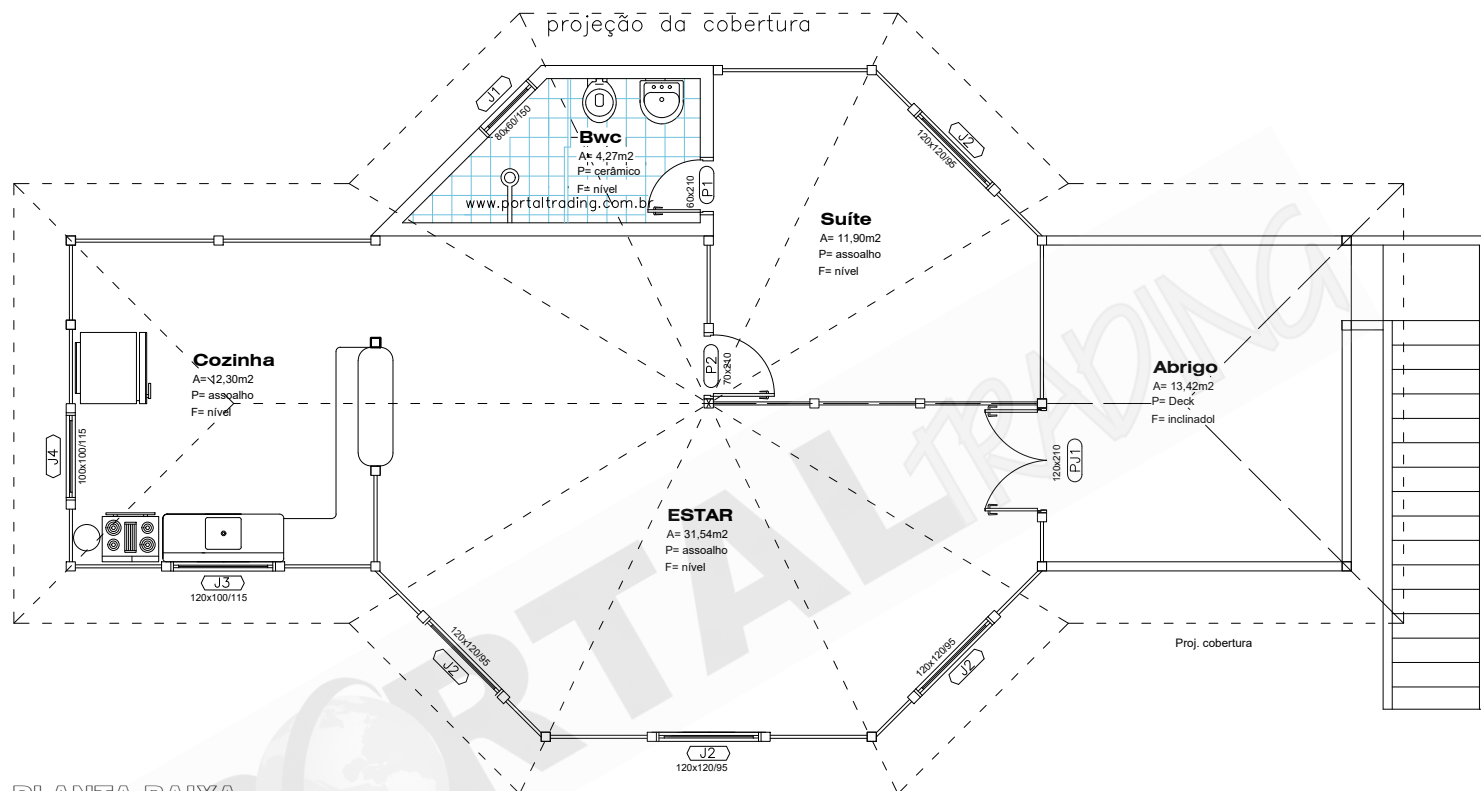 projeção da cobertura
J1
80x60/150
Bwc
A= 4,27m2
P= cerâmico
F= nível
www.portaltrading.com.br
60x210
P1
J2
120x120/95
Suíte
A= 11,90m2
P= assoalho
F= nível
Cozinha
A= 12,30m2
P= assoalho
F= nível
P2
70x210
Abrigo
A= 13,42m2
P= Deck
F= inclinadol
J4
100x100/115
120x210
PJ1
ESTAR
A= 31,54m2
P= assoalho
F= nível
J3
120x100/115
120x120/95
J2
120x120/95
J2
Proj. cobertura
J2
120x120/95
PORTAL TRADING
PLANTA BAIXA